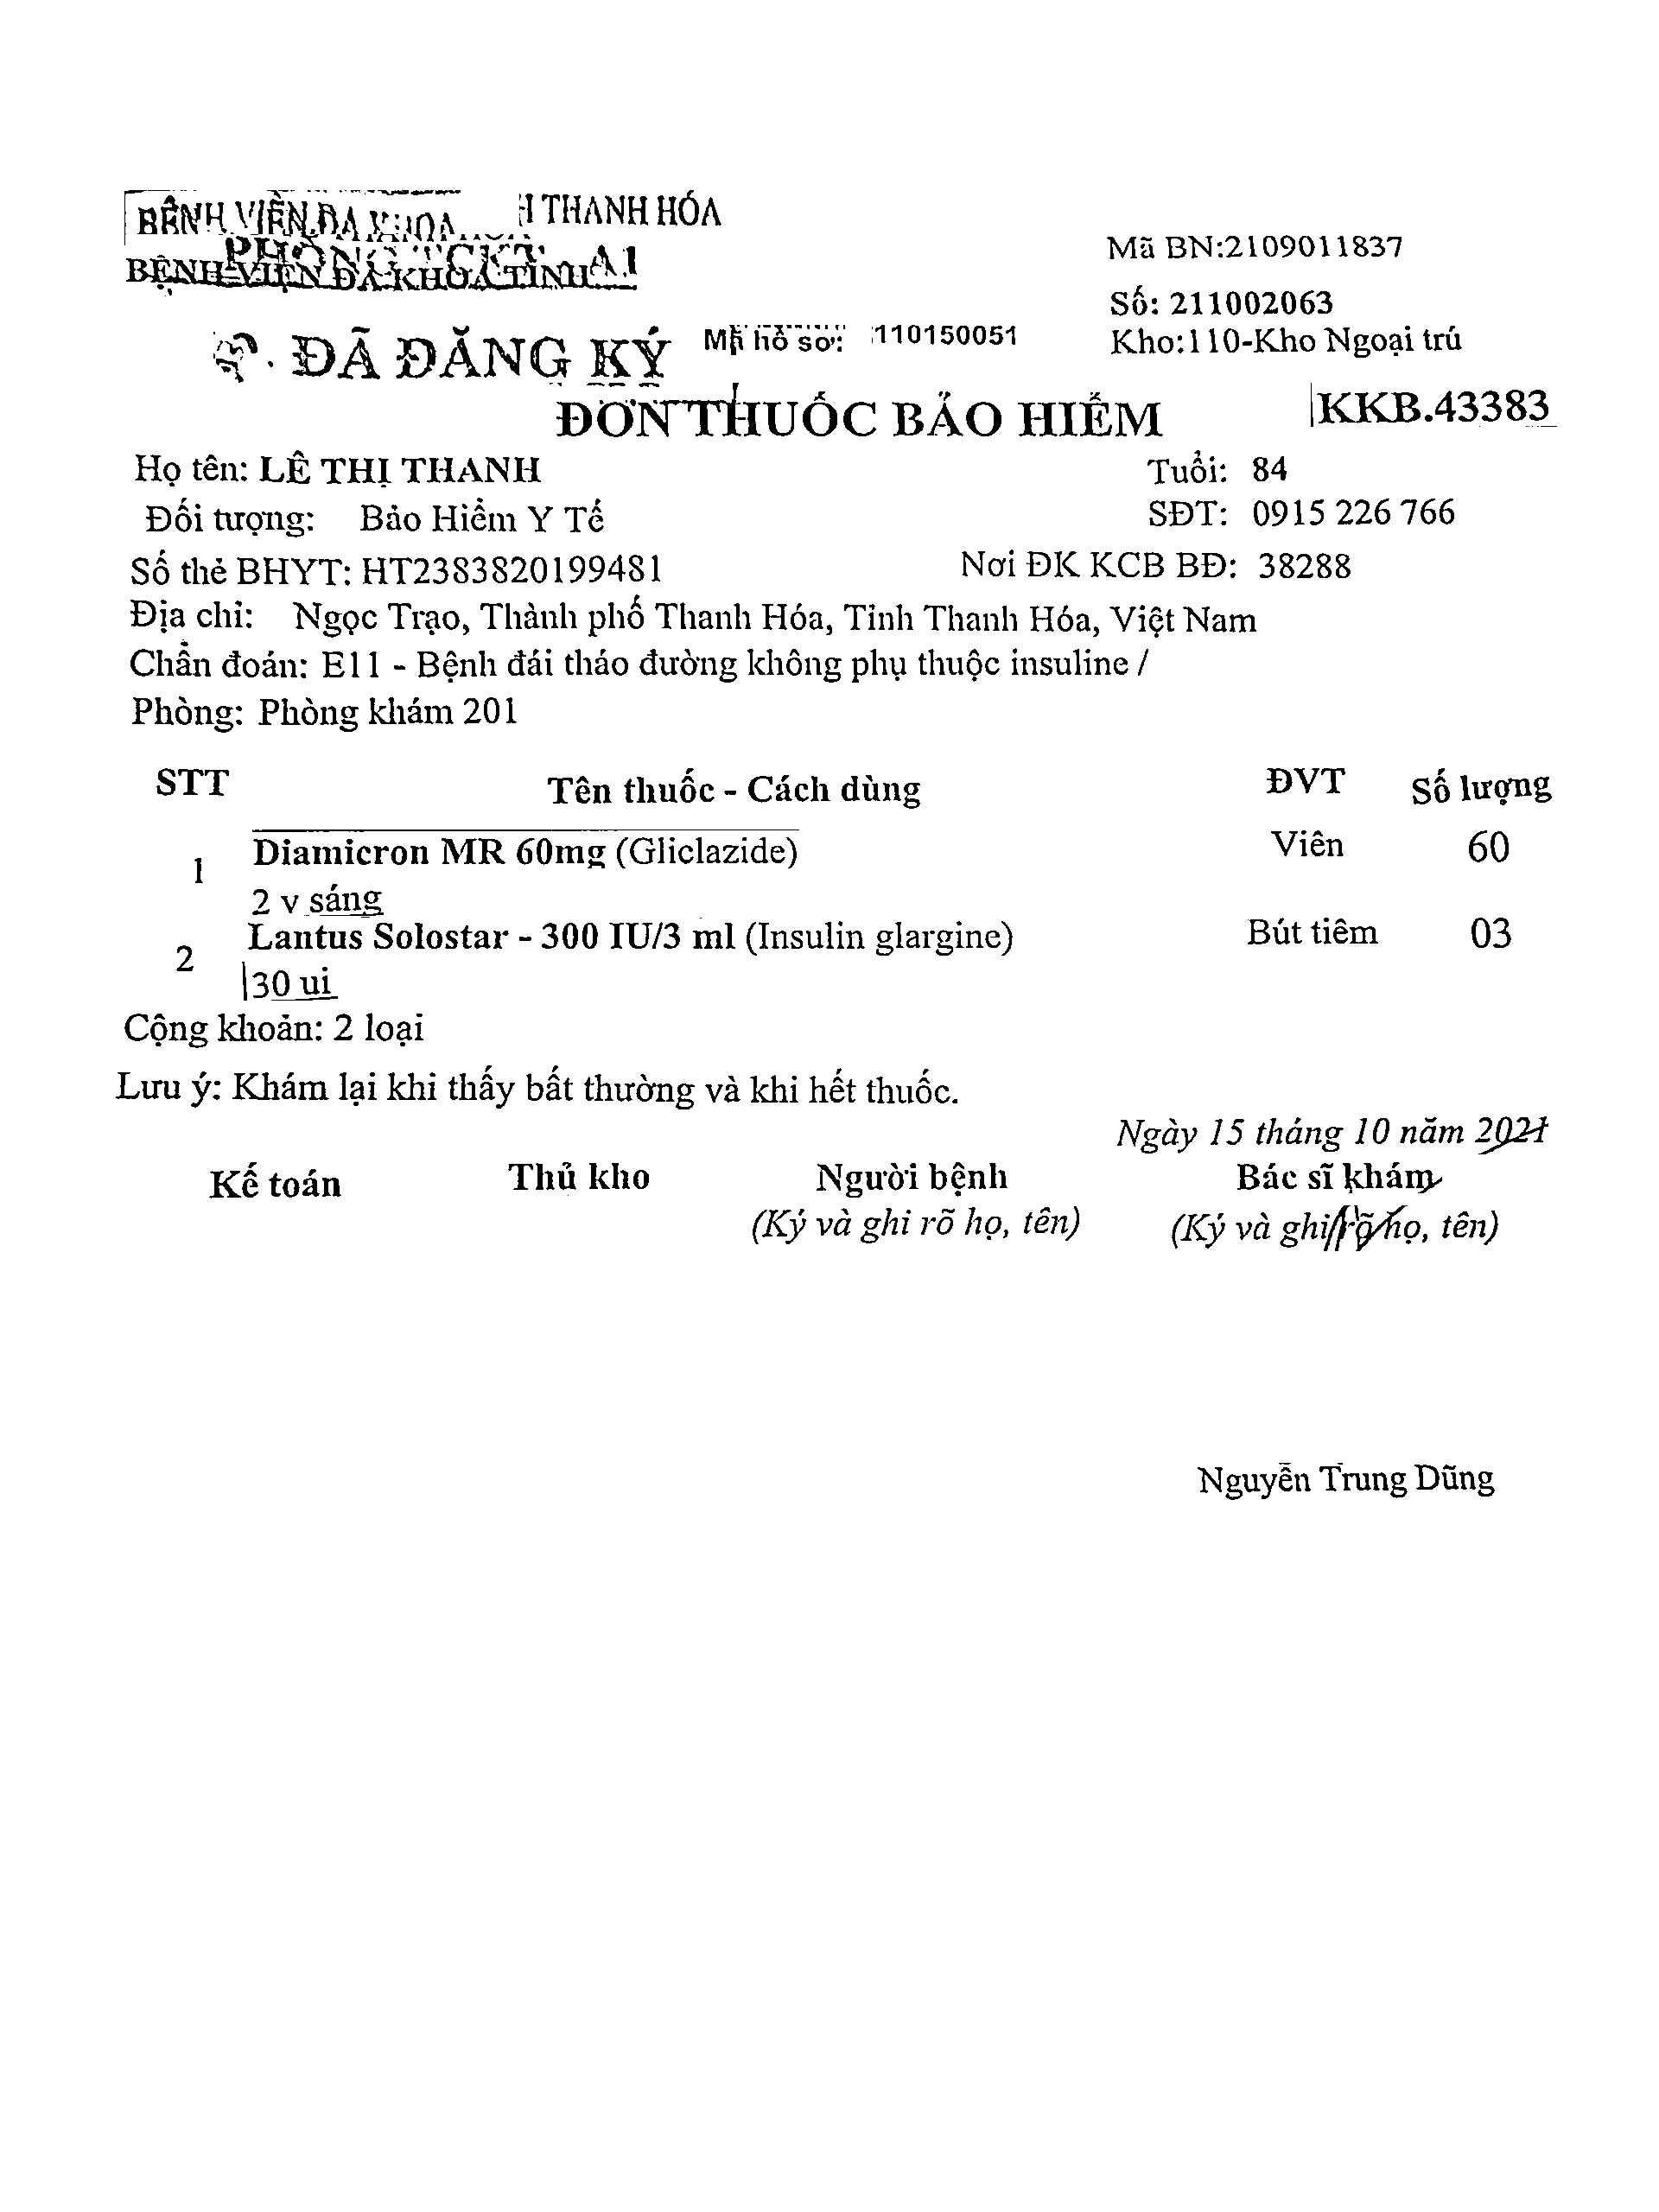 BỆNH VIỆN ĐA KHOA
THANH HÓA
PHÒNG TCKT
BỆNH VIỆN ĐA KHOA TỈNH
ĐÃ ĐĂNG KÝ
Mã BN:2109011837
Số: 211002063
Mã hồ sơ: 110150051
Kho:110-Kho Ngoại trú
ĐƠN THUỐC BẢO HIỂM
KKB.43383
Họ tên: LÊ THỊ THANH Tuổi: 84
Đối tượng: Bảo Hiểm Y Tế SĐT: 0915 226 766
Số thẻ BHYT: HT2383820199481 Nơi ĐK KCB BĐ: 38288
Địa chỉ: Ngọc Trạo, Thành phố Thanh Hóa, Tỉnh Thanh Hóa, Việt Nam
Chẩn đoán: E11 - Bệnh đái tháo đường không phụ thuộc insuline /
Phòng: Phòng khám 201
STT Tên thuốc - Cách dùng ĐVT Số lượng
1 Diamicron MR 60mg (Gliclazide) Viên 60
2 v sáng
2 Lantus Solostar - 300 IU/3 ml (Insulin glargine) Bút tiêm 03
30 ui
Cộng khoản: 2 loại
Lưu ý: Khám lại khi thấy bất thường và khi hết thuốc.
Ngày 15 tháng 10 năm 2021
Kế toán Thủ kho Người bệnh Bác sĩ khám
(Ký và ghi rõ họ, tên) (Ký và ghi rõ họ, tên)
Nguyễn Trung Dũng